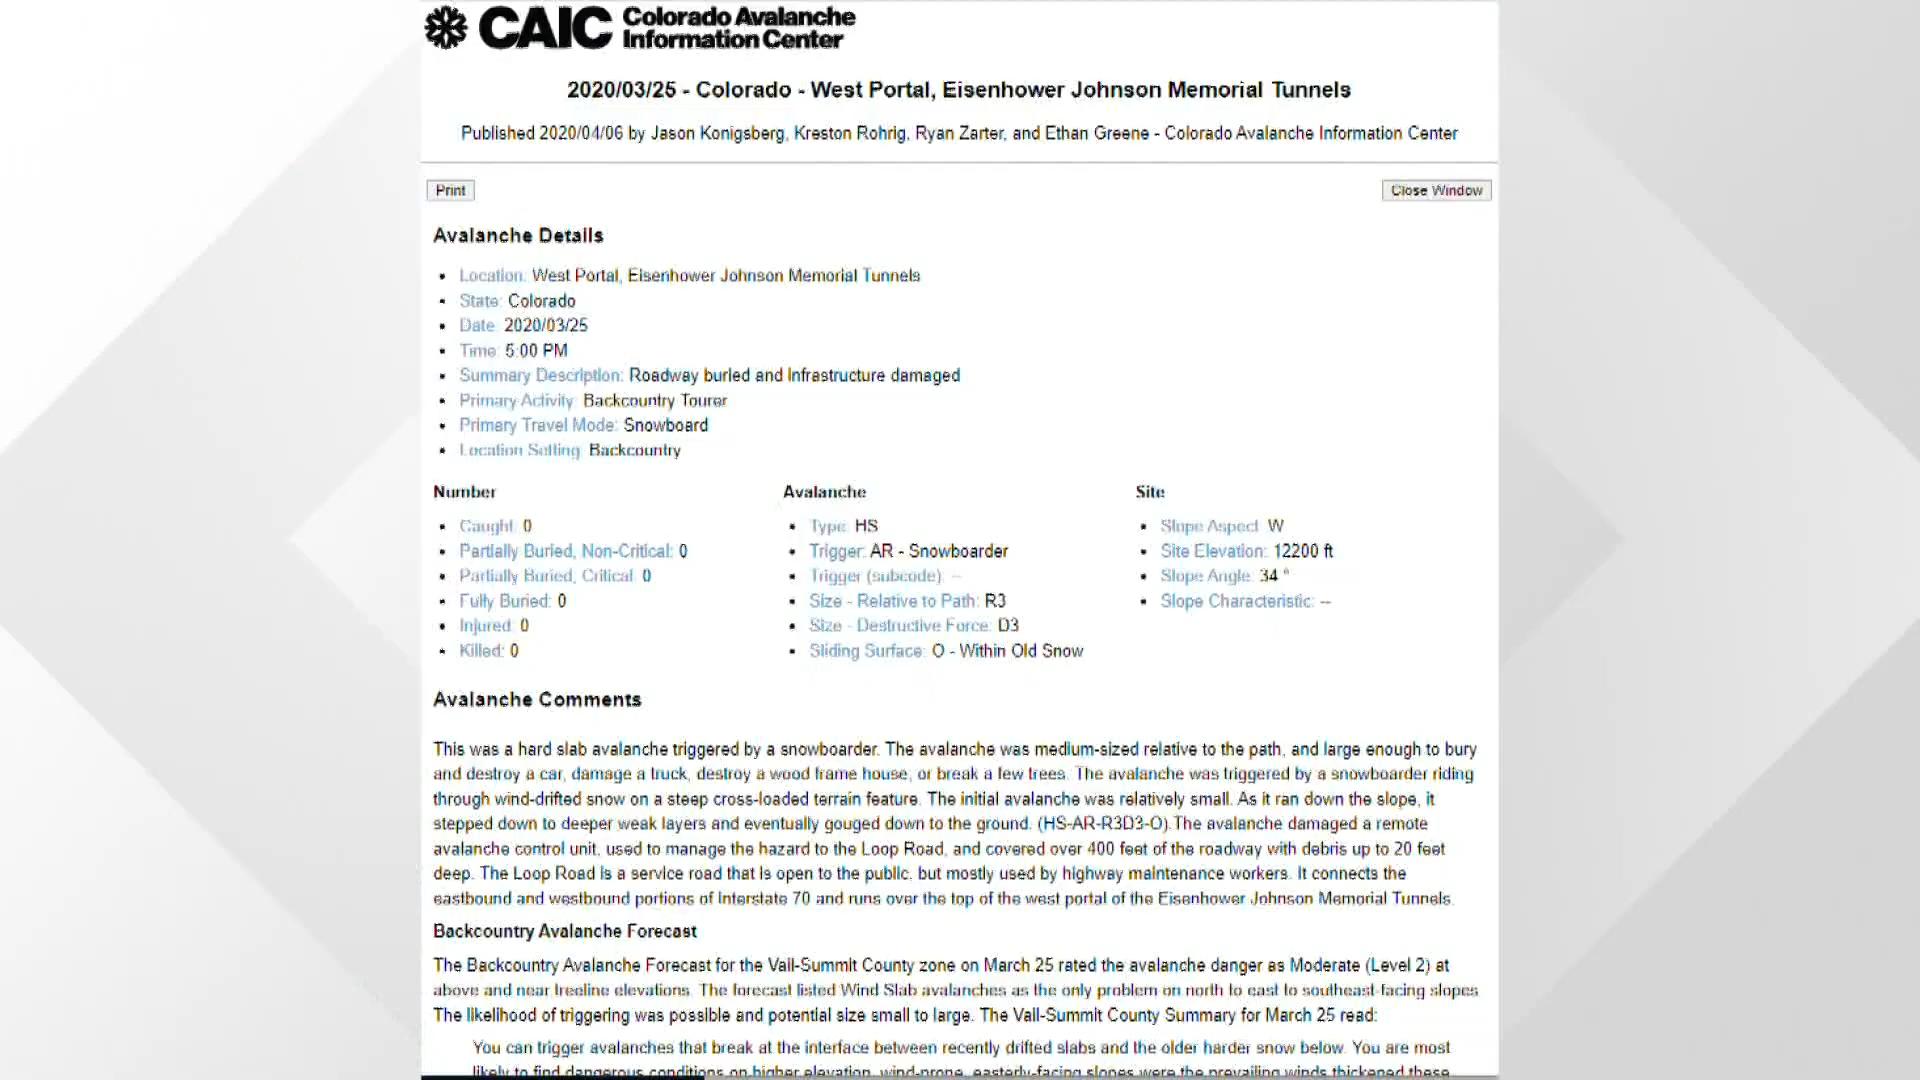 CAIC Colorado Avalanche
Information Center
2020/03/25 - Colorado - West Portal, Eisenhower Johnson Memorial Tunnels
Published 2020/04/06 by Jason Konigsberg, Kreston Rohrig, Ryan Zarter, and Ethan Greene - Colorado Avalanche Information Center
Print
Close Window
Avalanche Details
• Location: West Portal, Eisenhower Johnson Memorial Tunnels
• State: Colorado
• Date: 2020/03/25
• Time: 5:00 PM
• Summary Description: Roadway buried and infrastructure damaged
• Primary Activity: Backcountry Tourer
• Primary Travel Mode: Snowboard
• Location Setting: Backcountry
Number
• Caught: 0
• Partially Buried, Non-Critical: 0
• Partially Buried, Critical: 0
• Fully Buried: 0
• Injured: 0
• Killed: 0
Avalanche
• Type: HS
• Trigger: AR - Snowboarder
• Trigger (subcode): --
• Size - Relative to Path: R3
• Size - Destructive Force: D3
• Sliding Surface: O - Within Old Snow
Site
• Slope Aspect: W
• Site Elevation: 12200 ft
• Slope Angle: 34 °
• Slope Characteristic: --
Avalanche Comments
This was a hard slab avalanche triggered by a snowboarder. The avalanche was medium-sized relative to the path, and large enough to bury
and destroy a car, damage a truck, destroy a wood frame house, or break a few trees. The avalanche was triggered by a snowboarder riding
through wind-drifted snow on a steep cross-loaded terrain feature. The initial avalanche was relatively small. As it ran down the slope, it
stepped down to deeper weak layers and eventually gouged down to the ground. (HS-AR-R3D3-O).The avalanche damaged a remote
avalanche control unit, used to manage the hazard to the Loop Road, and covered over 400 feet of the roadway with debris up to 20 feet
deep. The Loop Road is a service road that is open to the public, but mostly used by highway maintenance workers. It connects the
eastbound and westbound portions of Interstate 70 and runs over the top of the west portal of the Eisenhower Johnson Memorial Tunnels.
Backcountry Avalanche Forecast
The Backcountry Avalanche Forecast for the Vail-Summit County zone on March 25 rated the avalanche danger as Moderate (Level 2) at
above and near treeline elevations. The forecast listed Wind Slab avalanches as the only problem on north to east to southeast-facing slopes
The likelihood of triggering was possible and potential size small to large. The Vail-Summit County Summary for March 25 read:
You can trigger avalanches that break at the interface between recently drifted slabs and the older harder snow below. You are most
likely to find dangerous conditions on higher elevation, wind-prone, easterly-facing slopes were the prevailing winds thickened these